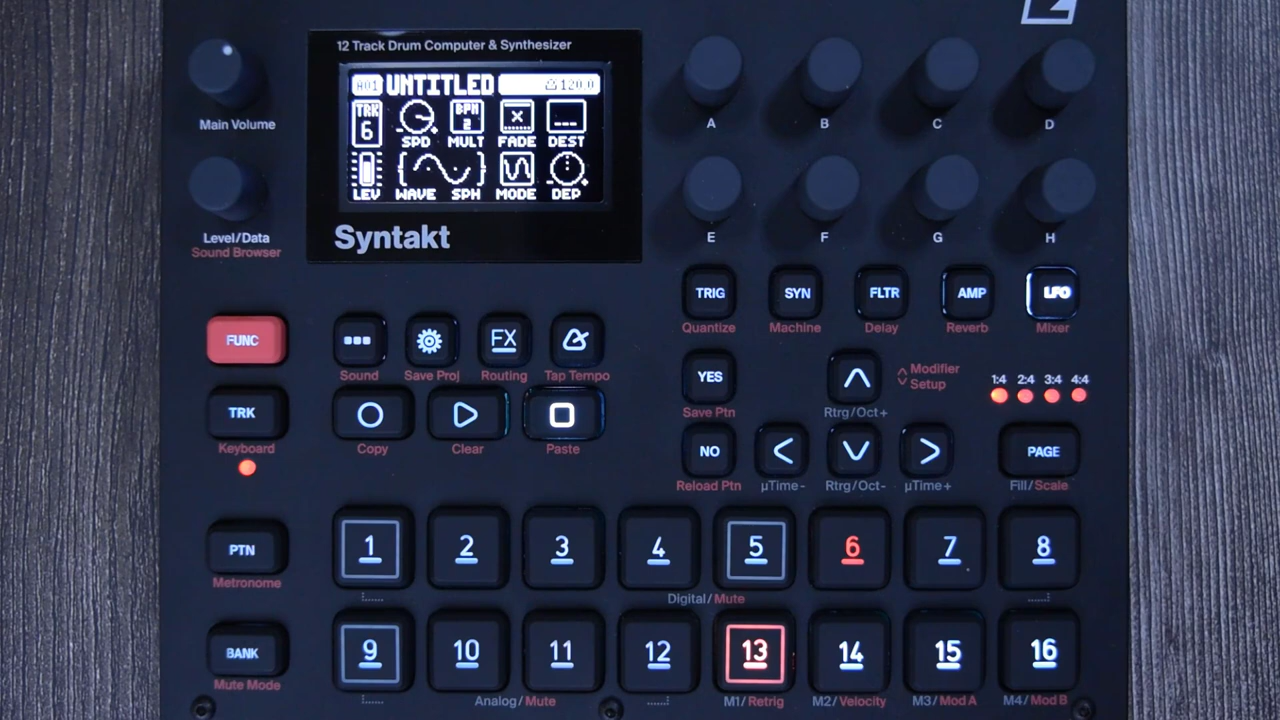 12 Track Drum Computer & Synthesizer
A01 UNTITLED 120.0
TRK 6
SPD
BPM 2
MULT
FADE
DEST
LEV
WAVE
SPH
MODE
DEP
Syntakt
Main Volume
Level/Data
Sound Browser
A
B
C
D
E
F
G
H
TRIG
SYN
FLTR
AMP
LFO
Quantize
Machine
Delay
Reverb
Mixer
FUNC
FX
Sound
Save Proj
Routing
Tap Tempo
YES
Save Ptn
Rtrg/Oct+
Modifier
Setup
1:4
2:4
3:4
4:4
TRK
Keyboard
Copy
Clear
Paste
NO
PAGE
Reload Ptn
µTime-
Rtrg/Oct-
µTime+
Fill/Scale
PTN
Metronome
1
2
3
4
5
6
7
8
Digital/Mute
BANK
Mute Mode
9
10
11
12
13
14
15
16
Analog/Mute
M1/Retrig
M2/Velocity
M3/Mod A
M4/Mod B